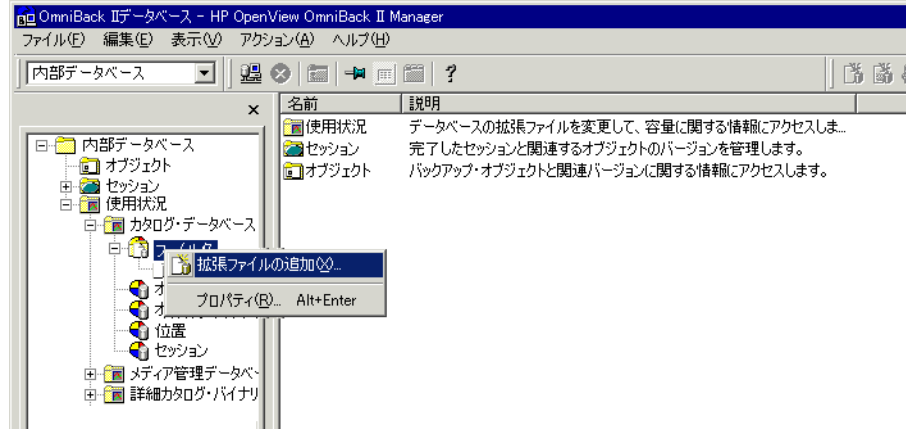 OmniBack IIデータベース - HP OpenView OmniBack II Manager
ファイル(F) 編集(E) 表示(V) アクション(A) ヘルプ(H)
内部データベース
名前 説明
使用状況 データベースの拡張ファイルを変更して、容量に関する情報にアクセスしま...
セッション 完了したセッションと関連するオブジェクトのバージョンを管理します。
オブジェクト バックアップ・オブジェクトと関連バージョンに関する情報にアクセスします。
内部データベース
オブジェクト
セッション
使用状況
カタログ・データベース
ファイル名
拡張ファイルの追加(X)...
プロパティ(R)... Alt+Enter
位置
セッション
メディア管理データベ
詳細カタログ・バイナリ